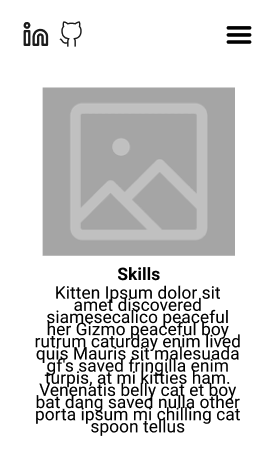 in
Skills
Kitten Ipsum dolor sit
amet discovered
siamesecalico peaceful
her Gizmo peaceful boy
rutrum caturday enim lived
quis Mauris sit malesuada
gf's saved fringilla enim
turpis, at mi kitties ham.
Venenatis belly cat et boy
bat dang saved nulla other
porta ipsum mi chilling cat
spoon tellus